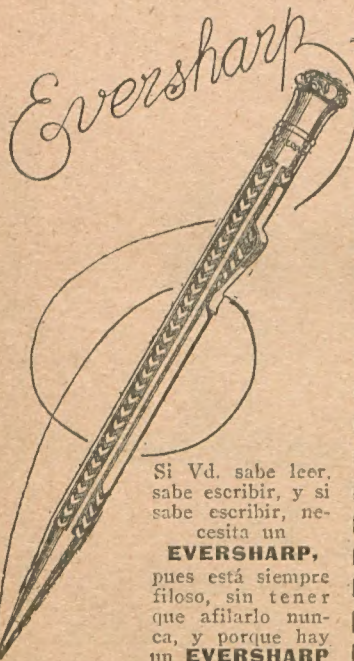 Eversharp
Si Vd. sabe leer,
sabe escribir, y si
sabe escribir, ne-
cesita un
EVERSHARP,
pues está siempre
filoso, sin tener
que afilarlo nun-
ca, y porque hay
un EVERSHARP